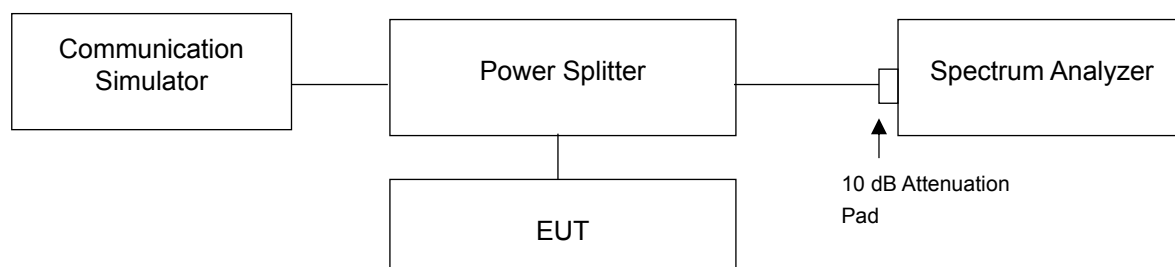 Communication
Simulator
Power Splitter
Spectrum Analyzer
10 dB Attenuation
Pad
EUT